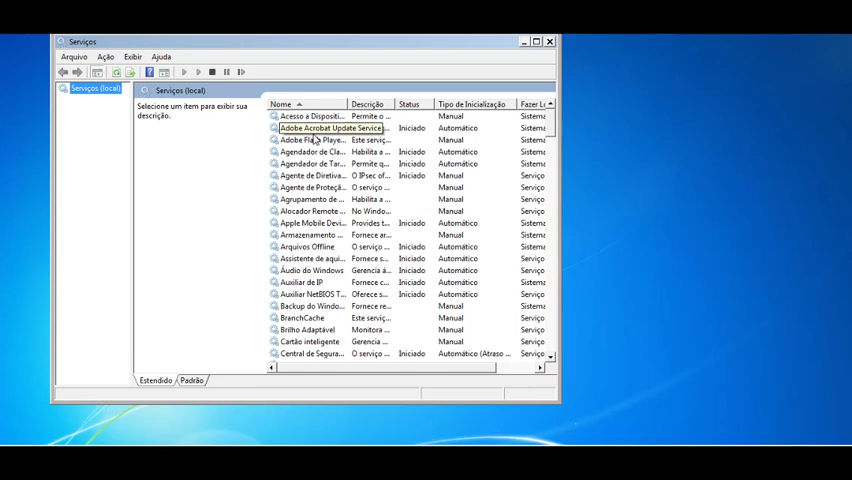 Serviços
Arquivo Ação Exibir Ajuda
Serviços (local)
Serviços (local)
Selecione um item para exibir sua
descrição.
Nome Descrição Status Tipo de Inicialização Fazer Lo
Acesso a Dispositi... Permite o ... Manual Sistema
Adobe Acrobat Update Service ... Iniciado Automático Sistema
Adobe Flash Playe... Este serviç... Manual Sistema
Agendador de Cla... Habilita a ... Iniciado Automático Sistema
Agendador de Tar... Permite q... Iniciado Automático Sistema
Agente de Diretiva... O IPsec of... Iniciado Manual Serviço
Agente de Proteçã... O serviço ... Manual Serviço
Agrupamento de ... Habilita a ... Manual Serviço
Alocador Remote ... No Windo... Manual Serviço
Apple Mobile Devi... Provides t... Iniciado Automático Sistema
Armazenamento ... Fornece ar... Manual Sistema
Arquivos Offline O serviço ... Iniciado Automático Sistema
Assistente de aqui... Fornece s... Iniciado Automático Sistema
Áudio do Windows Gerencia á... Iniciado Automático Serviço
Auxiliar de IP Fornece c... Iniciado Automático Sistema
Auxiliar NetBIOS T... Oferece s... Iniciado Automático Serviço
Backup do Windo... Fornece re... Manual Sistema
BranchCache Este serviç... Manual Serviço
Brilho Adaptável Monitora ... Manual Serviço
Cartão inteligente Gerencia ... Manual Serviço
Central de Segura... O serviço ... Iniciado Automático (Atraso ... Serviço
Estendido Padrão